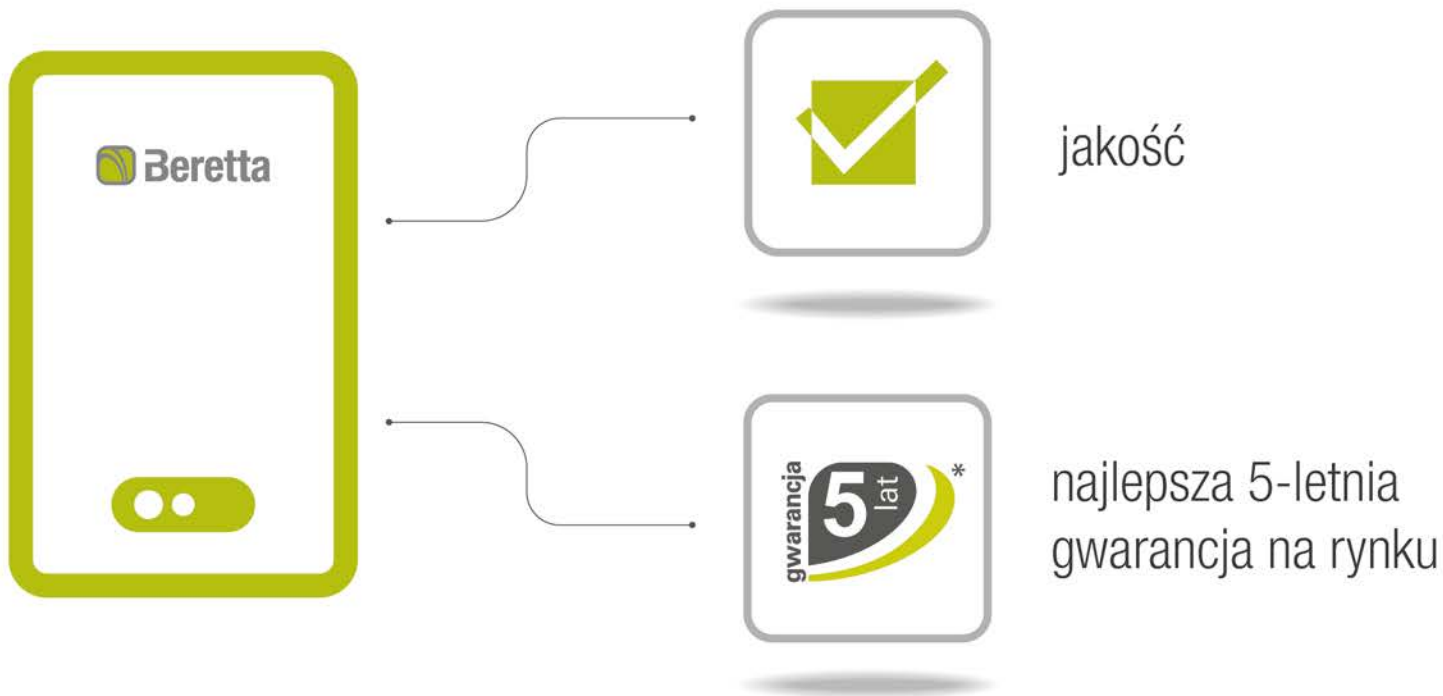 Beretta
jakość
gwarancja
5 lat*
najlepsza 5-letnia
gwarancja na rynku